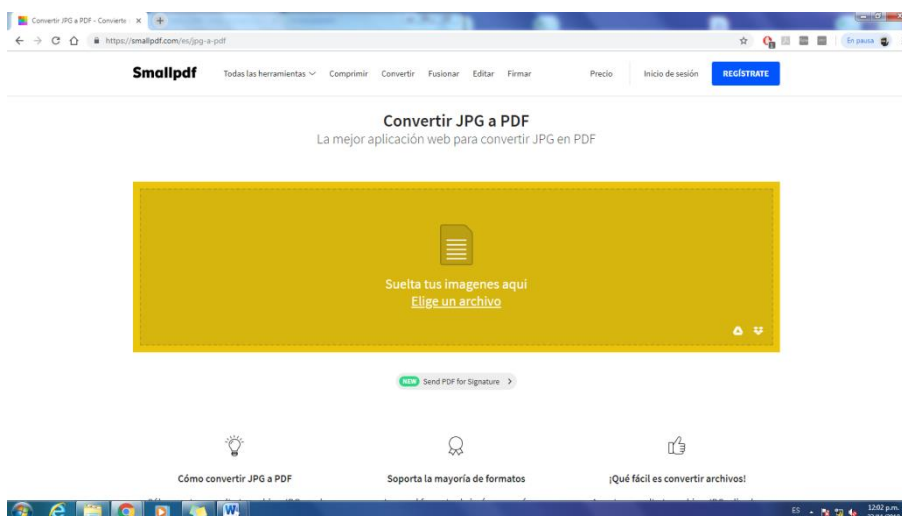 Convertir JPG a PDF - Convierte
https://smallpdf.com/es/jpg-a-pdf
En pausa
Smallpdf Todas las herramientas Comprimir Convertir Fusionar Editar Firmar Precio Inicio de sesión REGÍSTRATE
Convertir JPG a PDF
La mejor aplicación web para convertir JPG en PDF
Suelta tus imagenes aqui
Elige un archivo
NEW Send PDF for Signature
Cómo convertir JPG a PDF Soporta la mayoría de formatos ¡Qué fácil es convertir archivos!
ES 12:02 p.m.